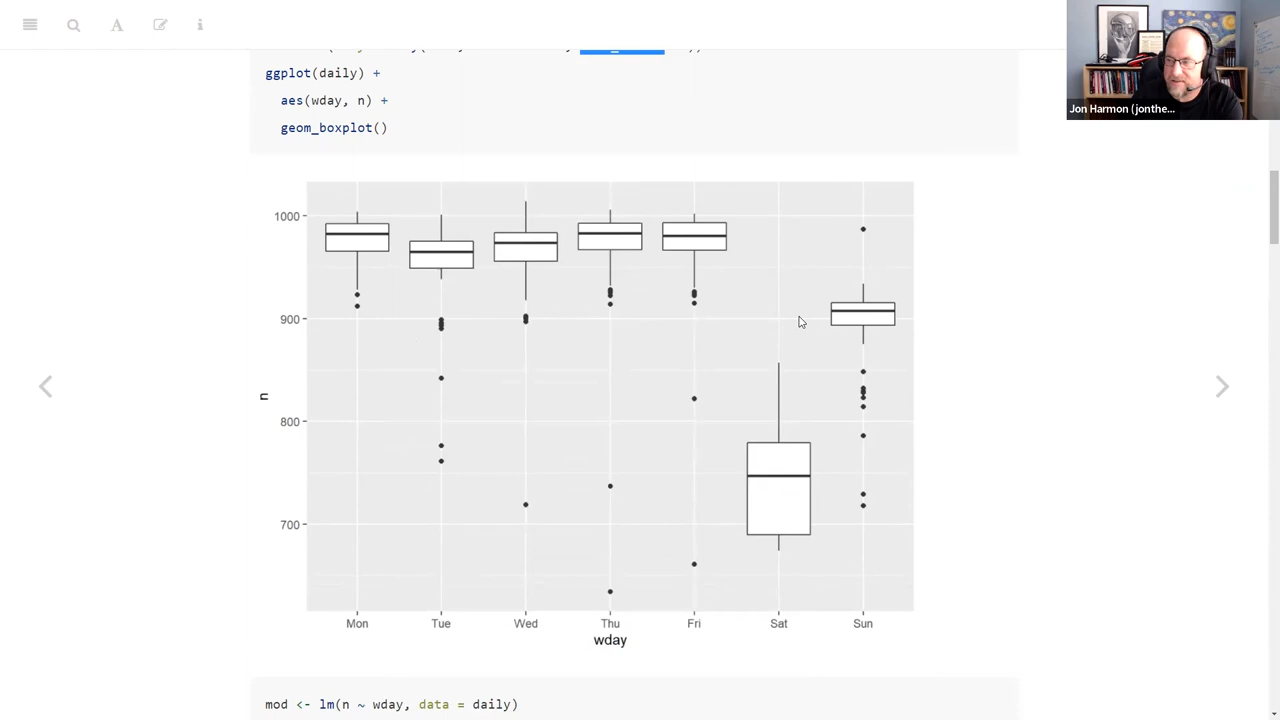 Jon Harmon (jonthe...
ggplot(daily) +
aes(wday, n) +
geom_boxplot()
1000
900
800
700
n
Mon Tue Wed Thu Fri Sat Sun
wday
mod <- lm(n ~ wday, data = daily)